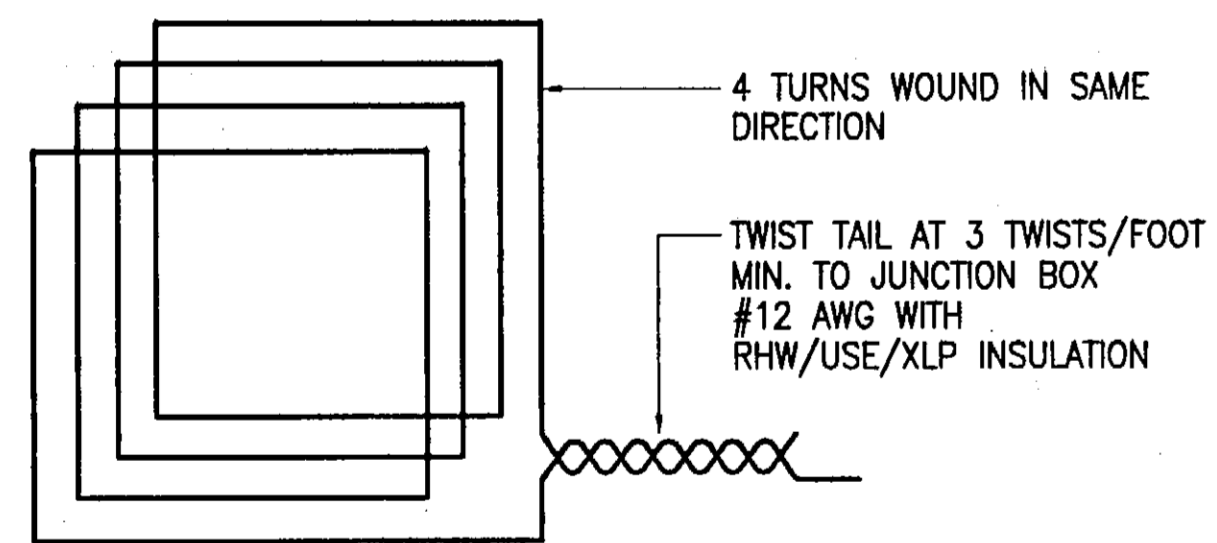 4 TURNS WOUND IN SAME
DIRECTION
TWIST TAIL AT 3 TWISTS/FOOT
MIN. TO JUNCTION BOX
#12 AWG WITH
RHW/USE/XLP INSULATION